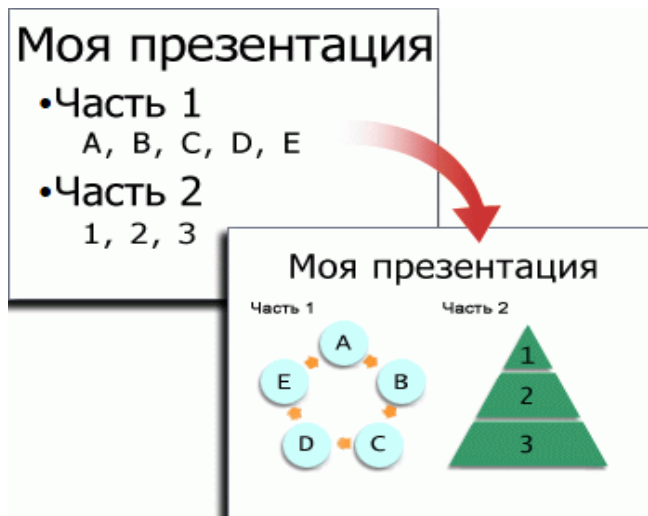 Моя презентация
•Часть 1
A, B, C, D, E
•Часть 2
1, 2, 3
Моя презентация
Часть 1
A
B
C
D
E
Часть 2
1
2
3